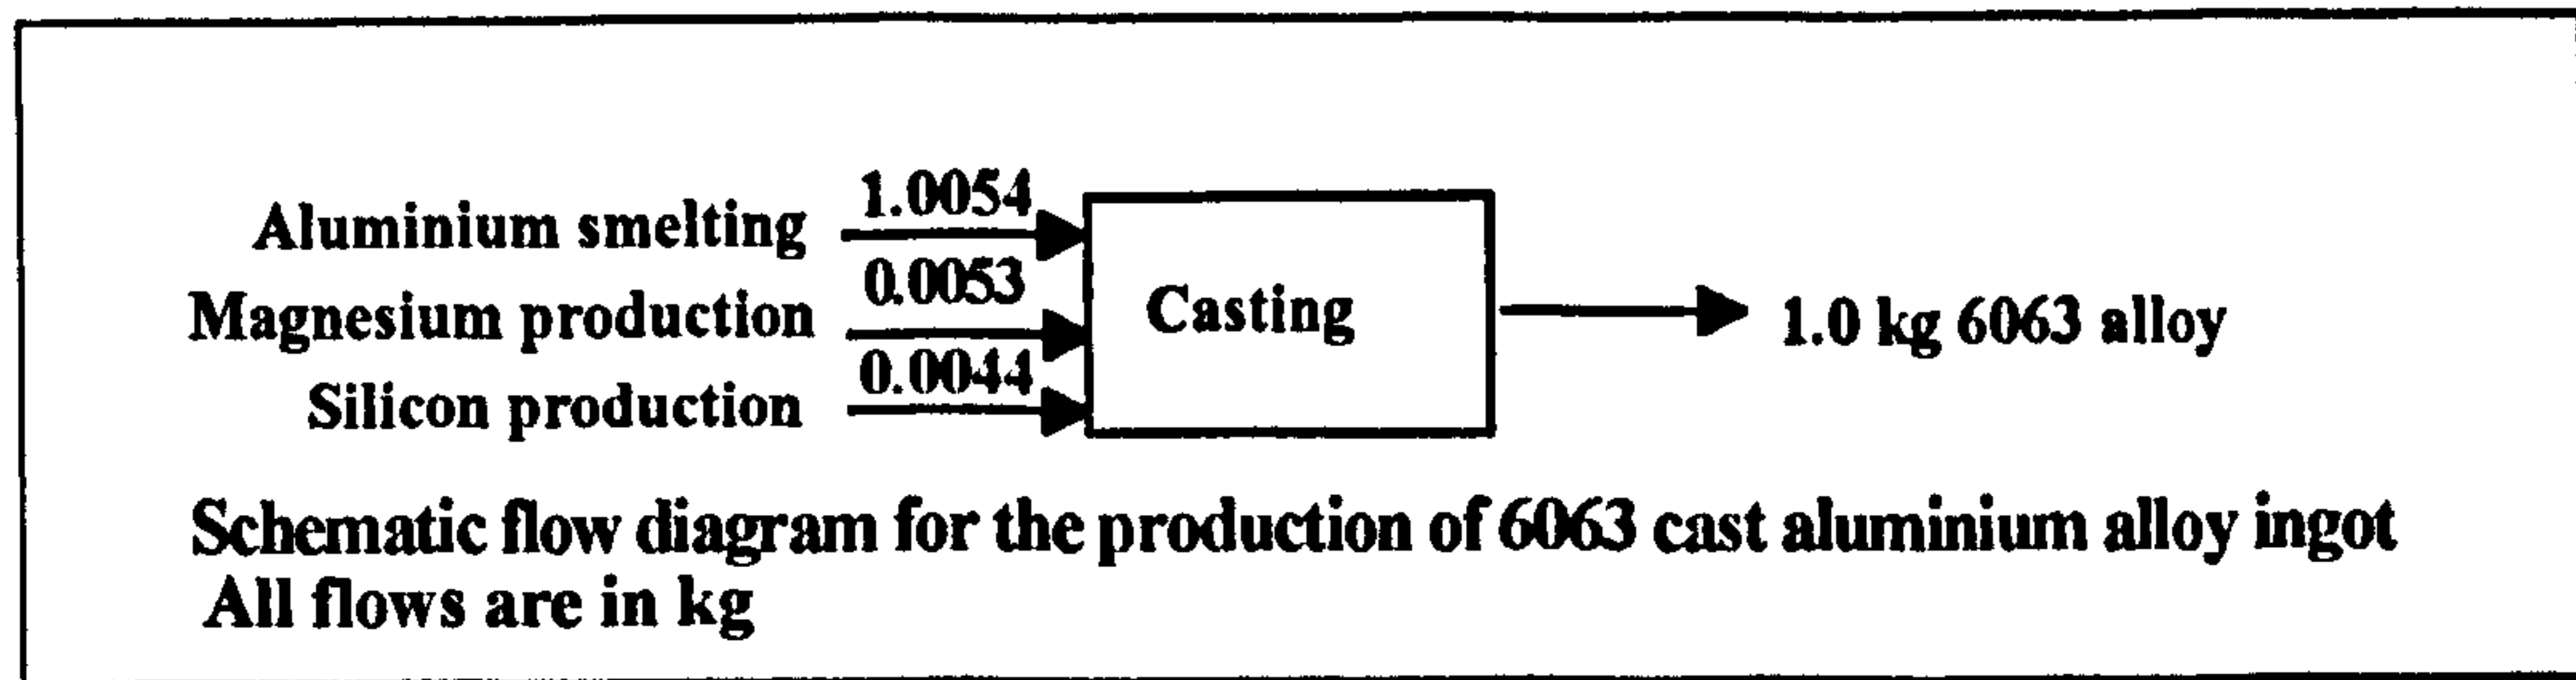 1.0054
Aluminium smelting
0.0053
Magnesium production
Casting
1.0 kg 6063 alloy
0.0044
Silicon production
Schematic flow diagram for the production of 6063 cast aluminium alloy ingot
All flows are in kg